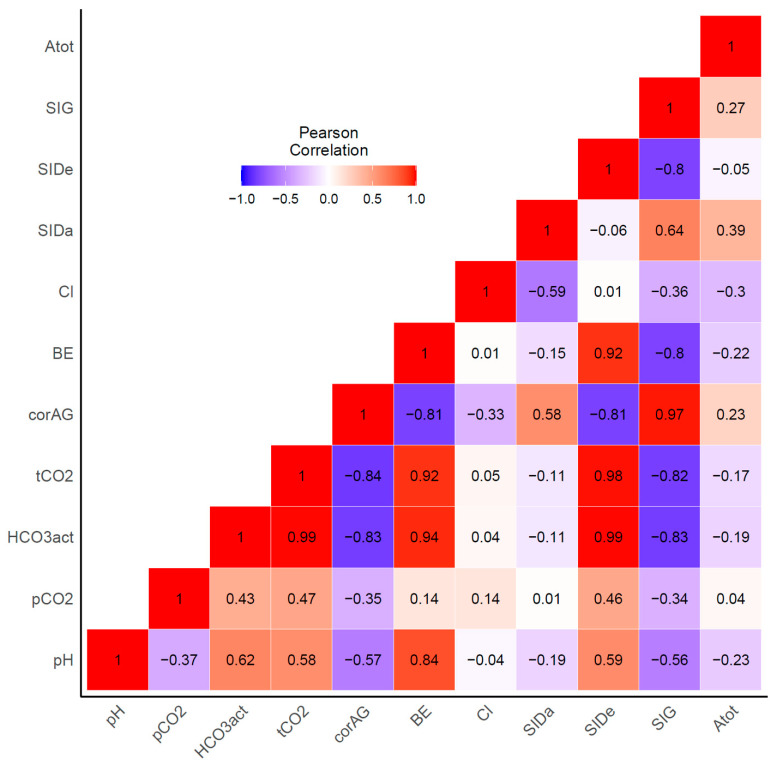 Atot 1
SIG 1 0.27
Pearson
Correlation
−1.0 −0.5 0.0 0.5 1.0
SIDe 1 −0.8 −0.05
SIDa 1 −0.06 0.64 0.39
Cl 1 −0.59 0.01 −0.36 −0.3
BE 1 0.01 −0.15 0.92 −0.8 −0.22
corAG 1 −0.81 −0.33 0.58 −0.81 0.97 0.23
tCO2 1 −0.84 0.92 0.05 −0.11 0.98 −0.82 −0.17
HCO3act 1 0.99 −0.83 0.94 0.04 −0.11 0.99 −0.83 −0.19
pCO2 1 0.43 0.47 −0.35 0.14 0.14 0.01 0.46 −0.34 0.04
pH 1 −0.37 0.62 0.58 −0.57 0.84 −0.04 −0.19 0.59 −0.56 −0.23
pH pCO2 HCO3act tCO2 corAG BE Cl SIDa SIDe SIG Atot